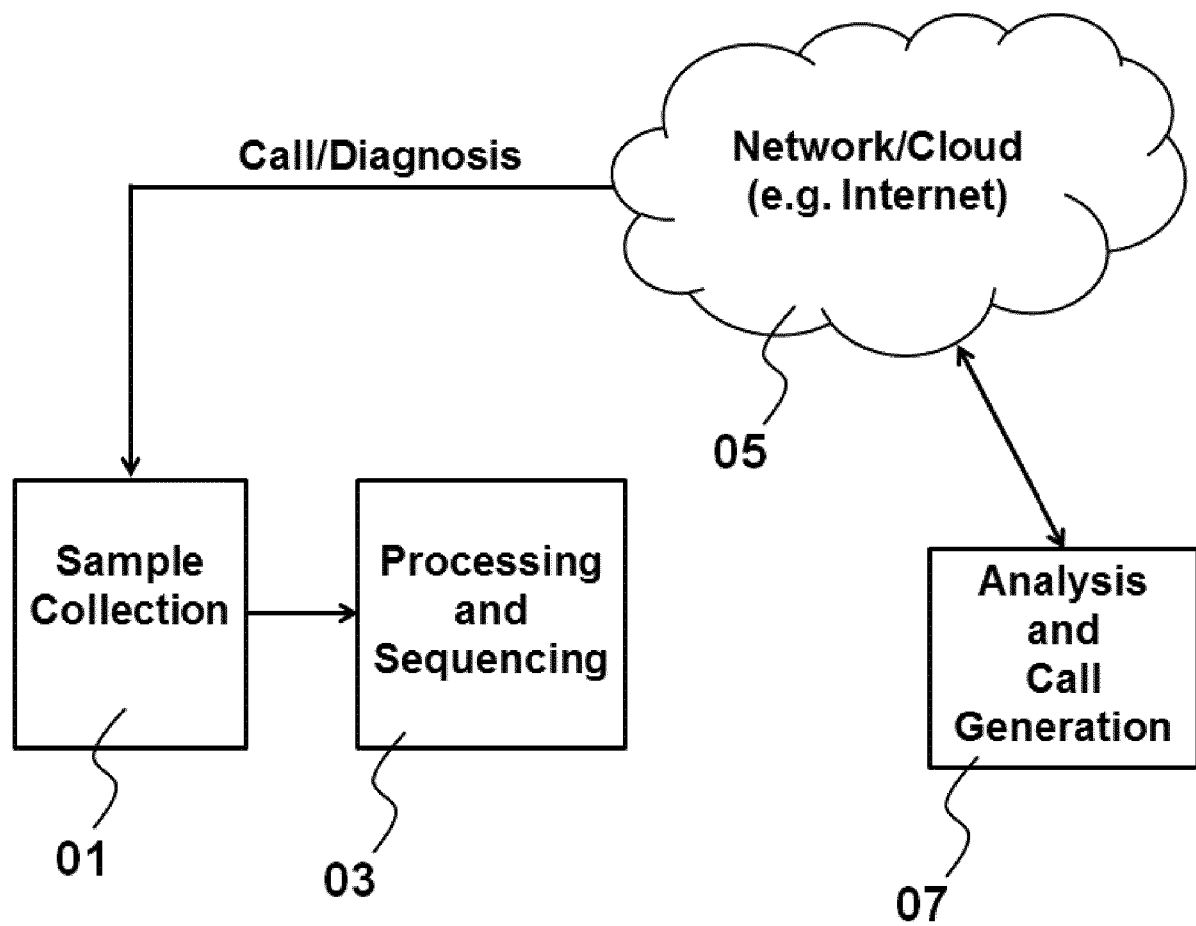 Call/Diagnosis
Network/Cloud
(e.g. Internet)
05
Sample
Collection
01
Processing
and
Sequencing
03
Analysis
and
Call
Generation
07